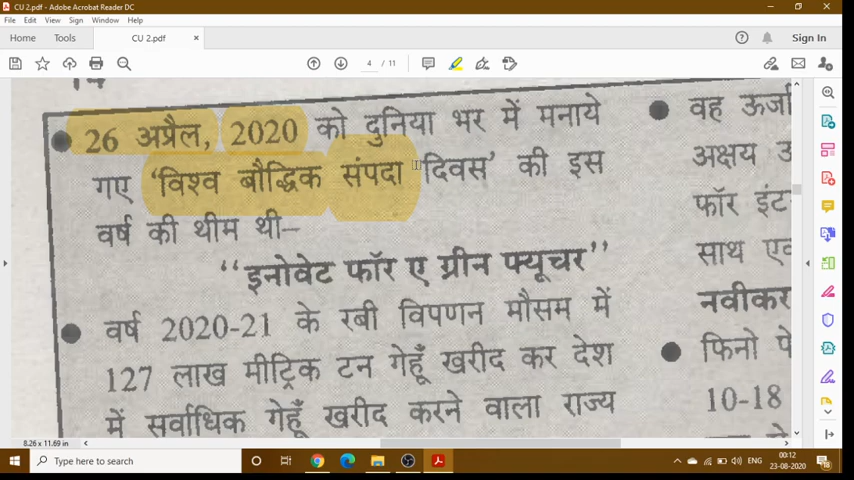 CU 2.pdf - Adobe Acrobat Reader DC
File Edit View Sign Window Help
Home Tools CU 2.pdf × Sign In
4 / 11
26 अप्रैल, 2020 को दुनिया भर में मनाये
गए 'विश्व बौद्धिक संपदा दिवस' की इस
वर्ष की थीम थी–
"इनोवेट फॉर ए ग्रीन फ्यूचर"
वर्ष 2020-21 के रबी विपणन मौसम में
127 लाख मीट्रिक टन गेहूँ खरीद कर देश
में सर्वाधिक गेहूँ खरीद करने वाला राज्य
वह ऊर्जा
अक्षय
फॉर इंट
साथ एव
नवीकर
फिनो पे
10-18
8.26 x 11.69 in
Type here to search
00:12
23-08-2020